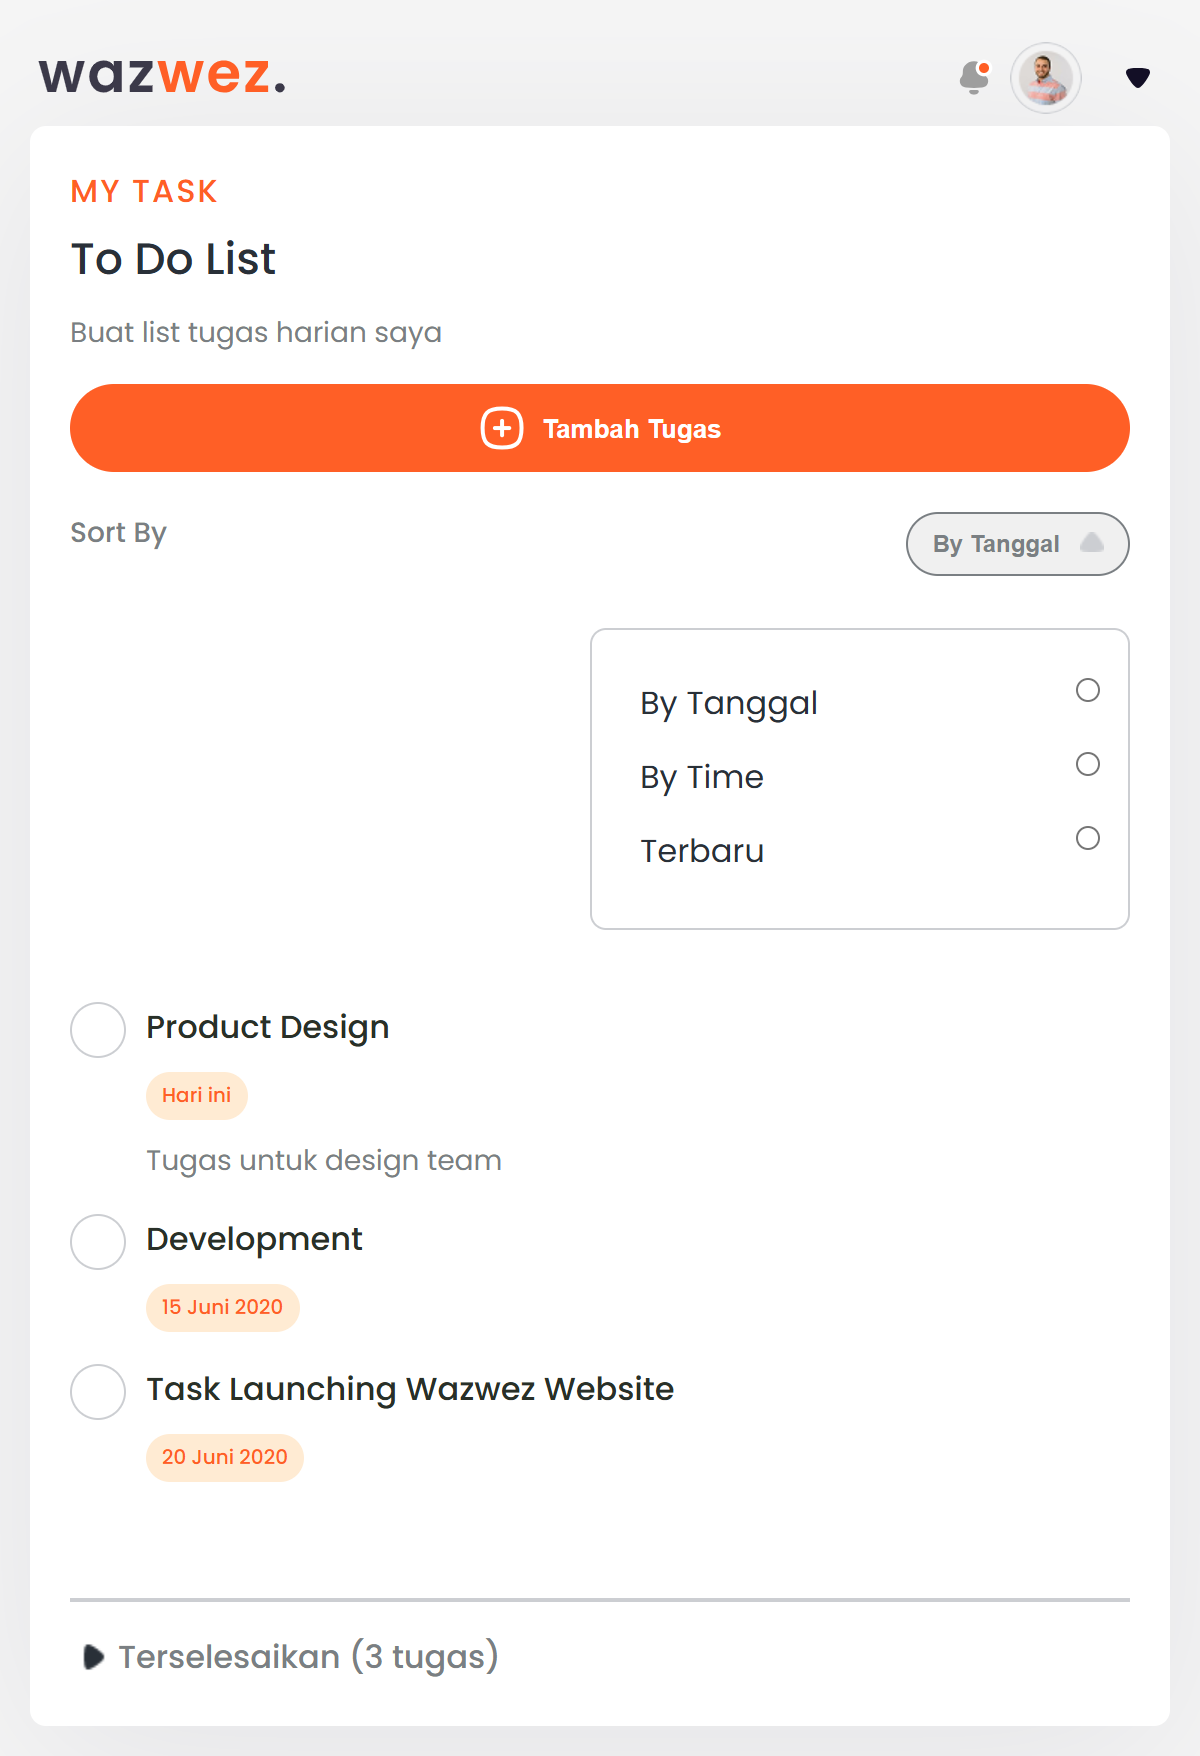 wazwez.
MY TASK
To Do List
Buat list tugas harian saya
Tambah Tugas
Sort By
By Tanggal
By Tanggal
By Time
Terbaru
Product Design
Hari ini
Tugas untuk design team
Development
15 Juni 2020
Task Launching Wazwez Website
20 Juni 2020
Terselesaikan (3 tugas)